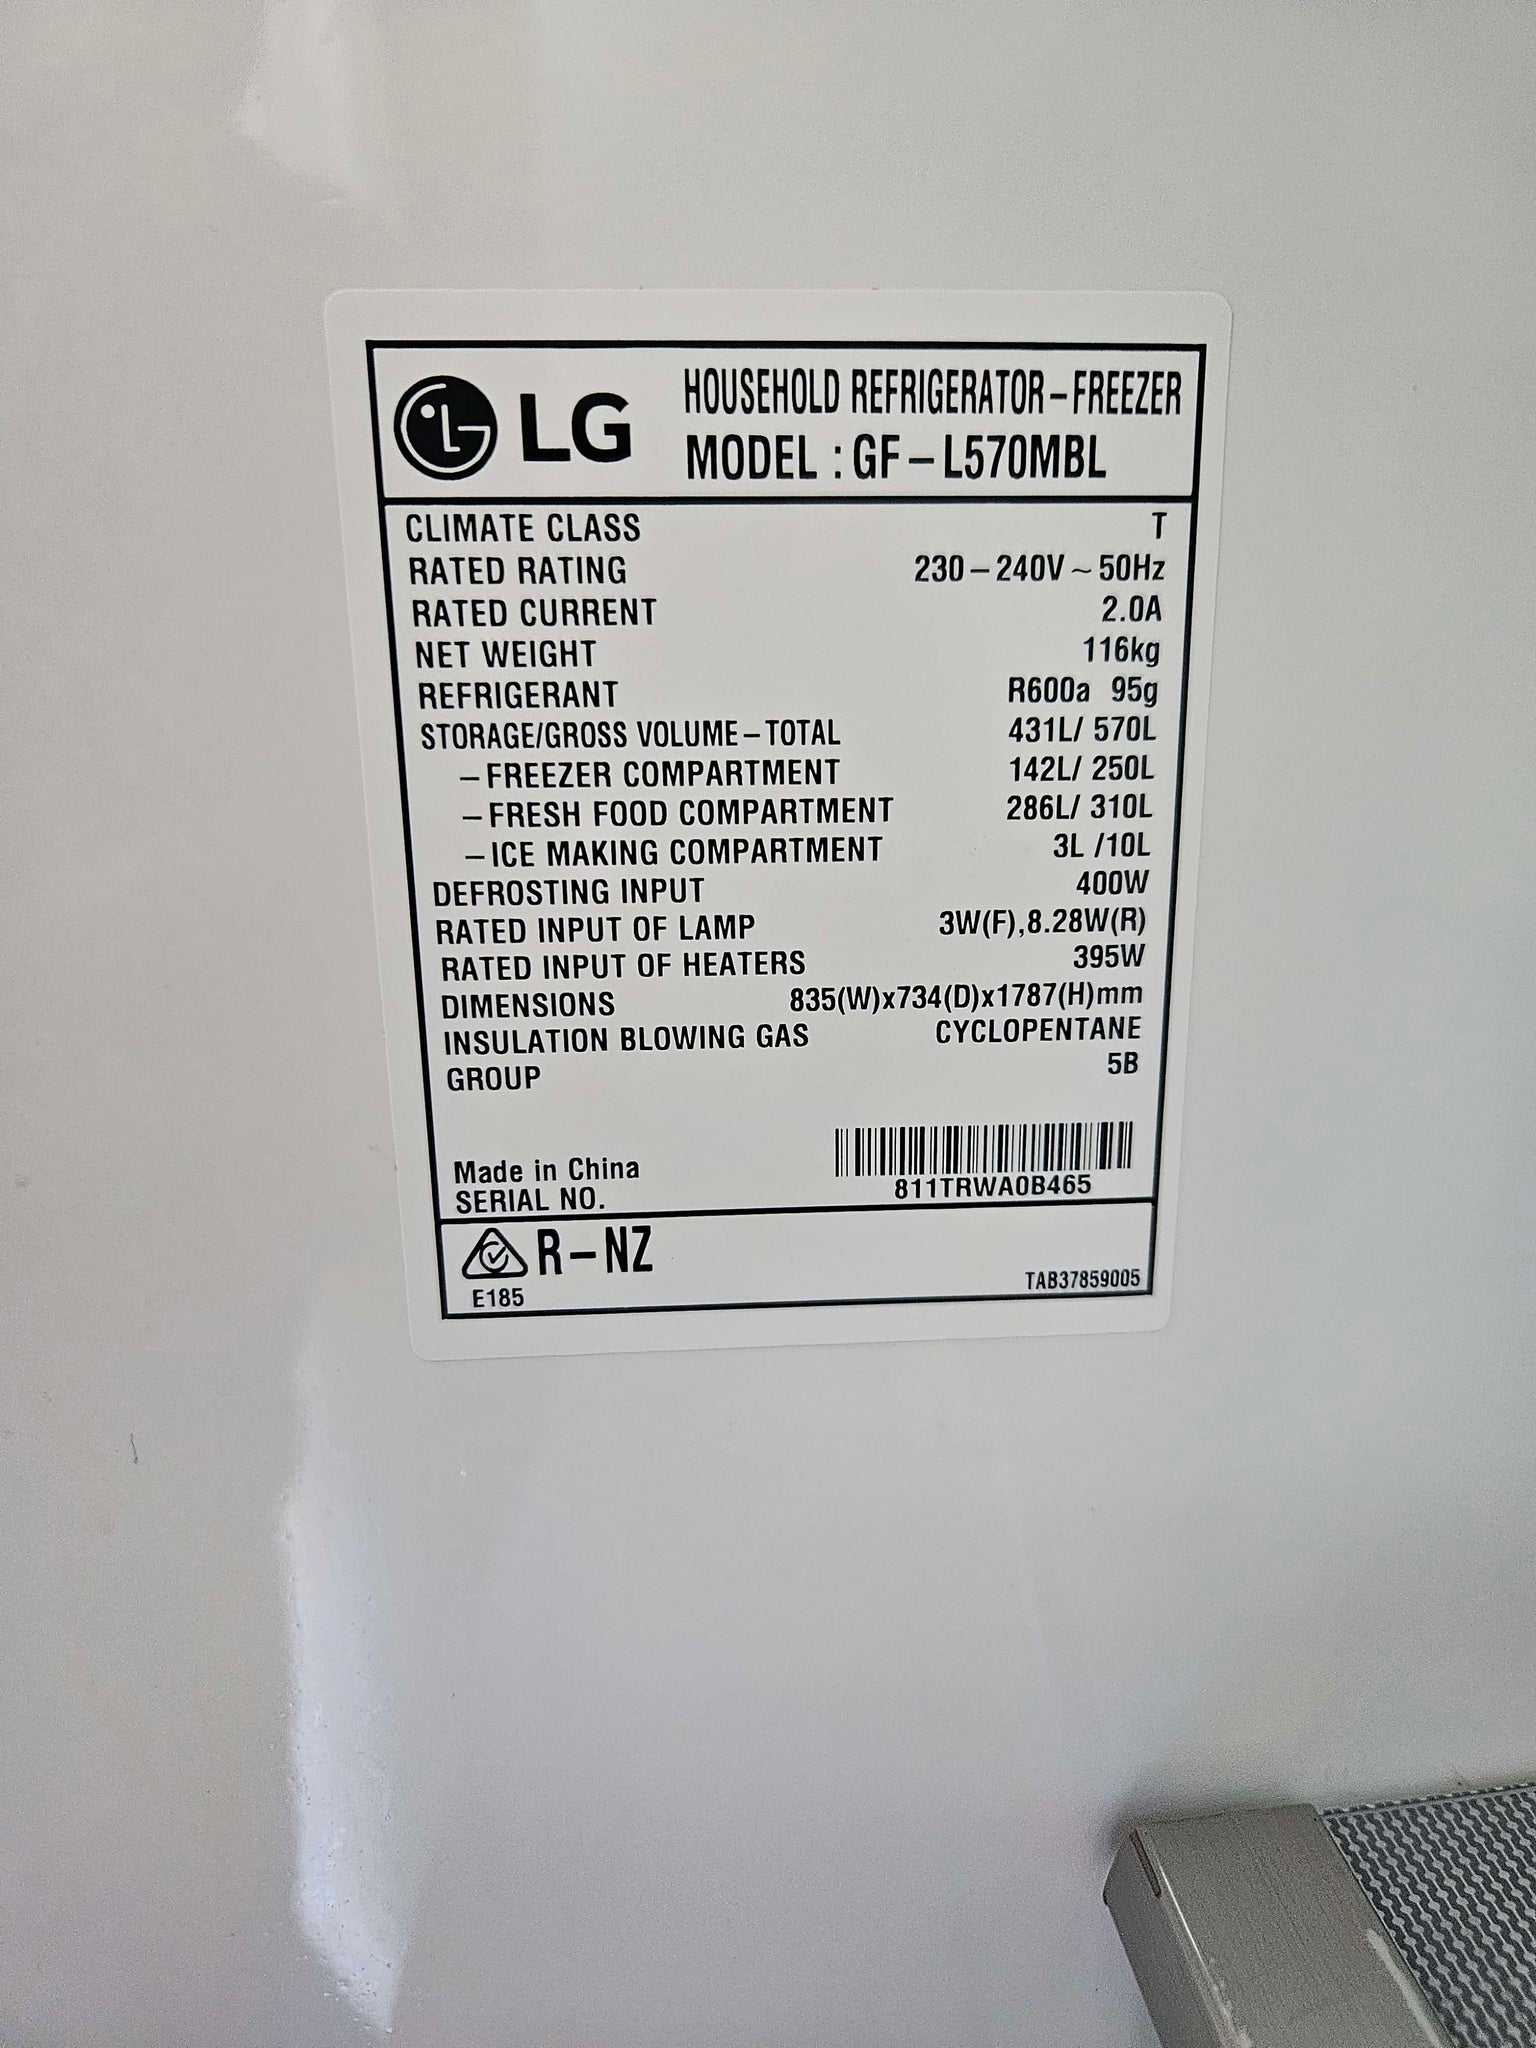 LG
HOUSEHOLD REFRIGERATOR-FREEZER
MODEL : GF-L570MBL
CLIMATE CLASS T
RATED RATING 230-240V~50Hz
RATED CURRENT 2.0A
NET WEIGHT 116kg
REFRIGERANT R600a 95g
STORAGE/GROSS VOLUME-TOTAL 431L/ 570L
-FREEZER COMPARTMENT 142L/ 250L
-FRESH FOOD COMPARTMENT 286L/ 310L
-ICE MAKING COMPARTMENT 3L /10L
DEFROSTING INPUT 400W
RATED INPUT OF LAMP 3W(F),8.28W(R)
RATED INPUT OF HEATERS 395W
DIMENSIONS 835(W)x734(D)x1787(H)mm
INSULATION BLOWING GAS CYCLOPENTANE
GROUP 5B
Made in China
SERIAL NO. 811TRWA0B465
R-NZ
E185 TAB37859005